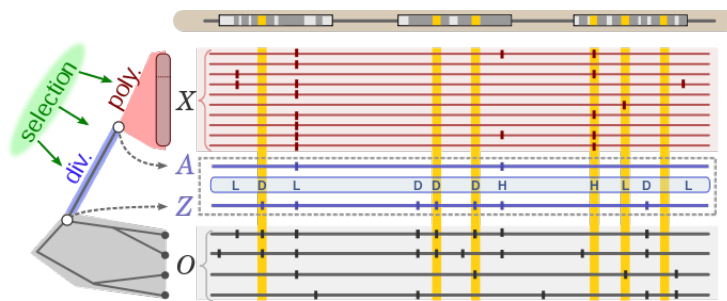 selection
poly.
div.
X
A
L D L D D D H H L D L
Z
O